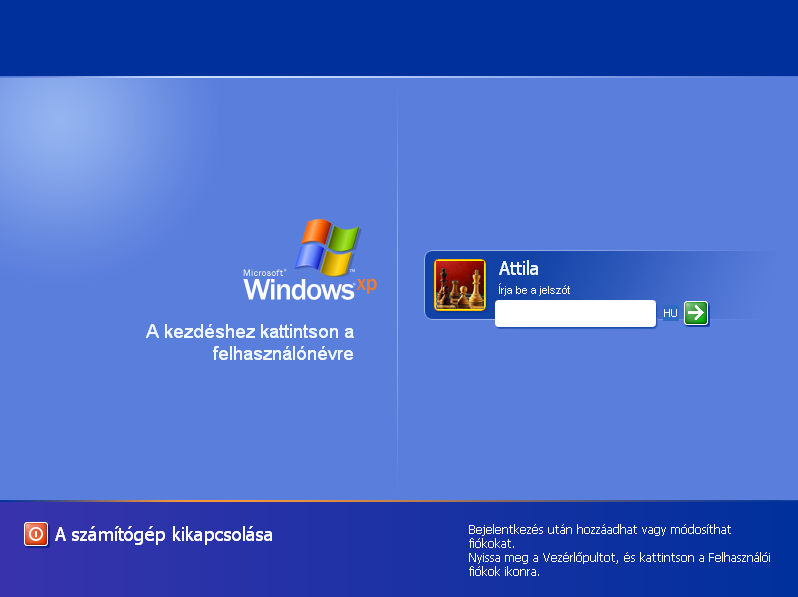 Microsoft®
Windows xp
™
A kezdéshez kattintson a
felhasználónévre
Attila
Írja be a jelszót
HU
A számítógép kikapcsolása
Bejelentkezés után hozzáadhat vagy módosíthat
fiókokat.
Nyissa meg a Vezérlőpultot, és kattintson a Felhasználói
fiókok ikonra.